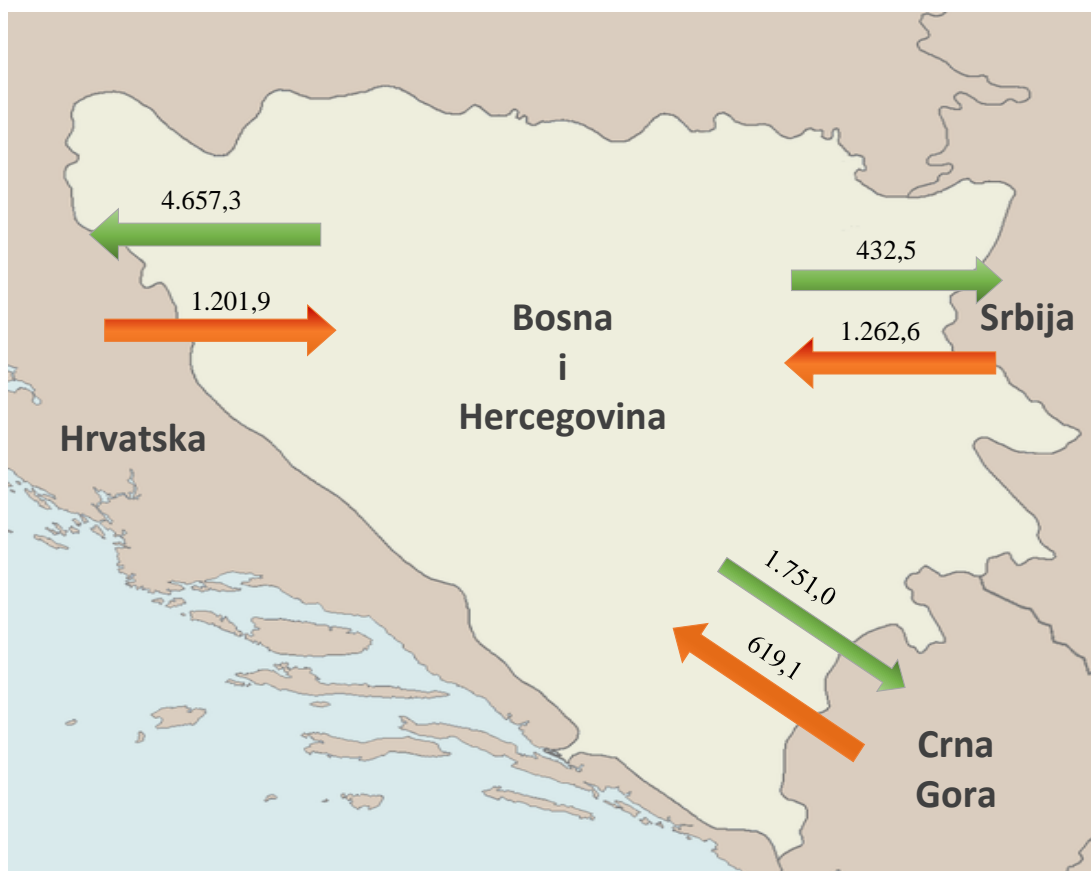 4.657,3
432,5
1.201,9
1.262,6
Bosna
i
Hercegovina
Srbija
Hrvatska
1.751,0
619,1
Crna
Gora